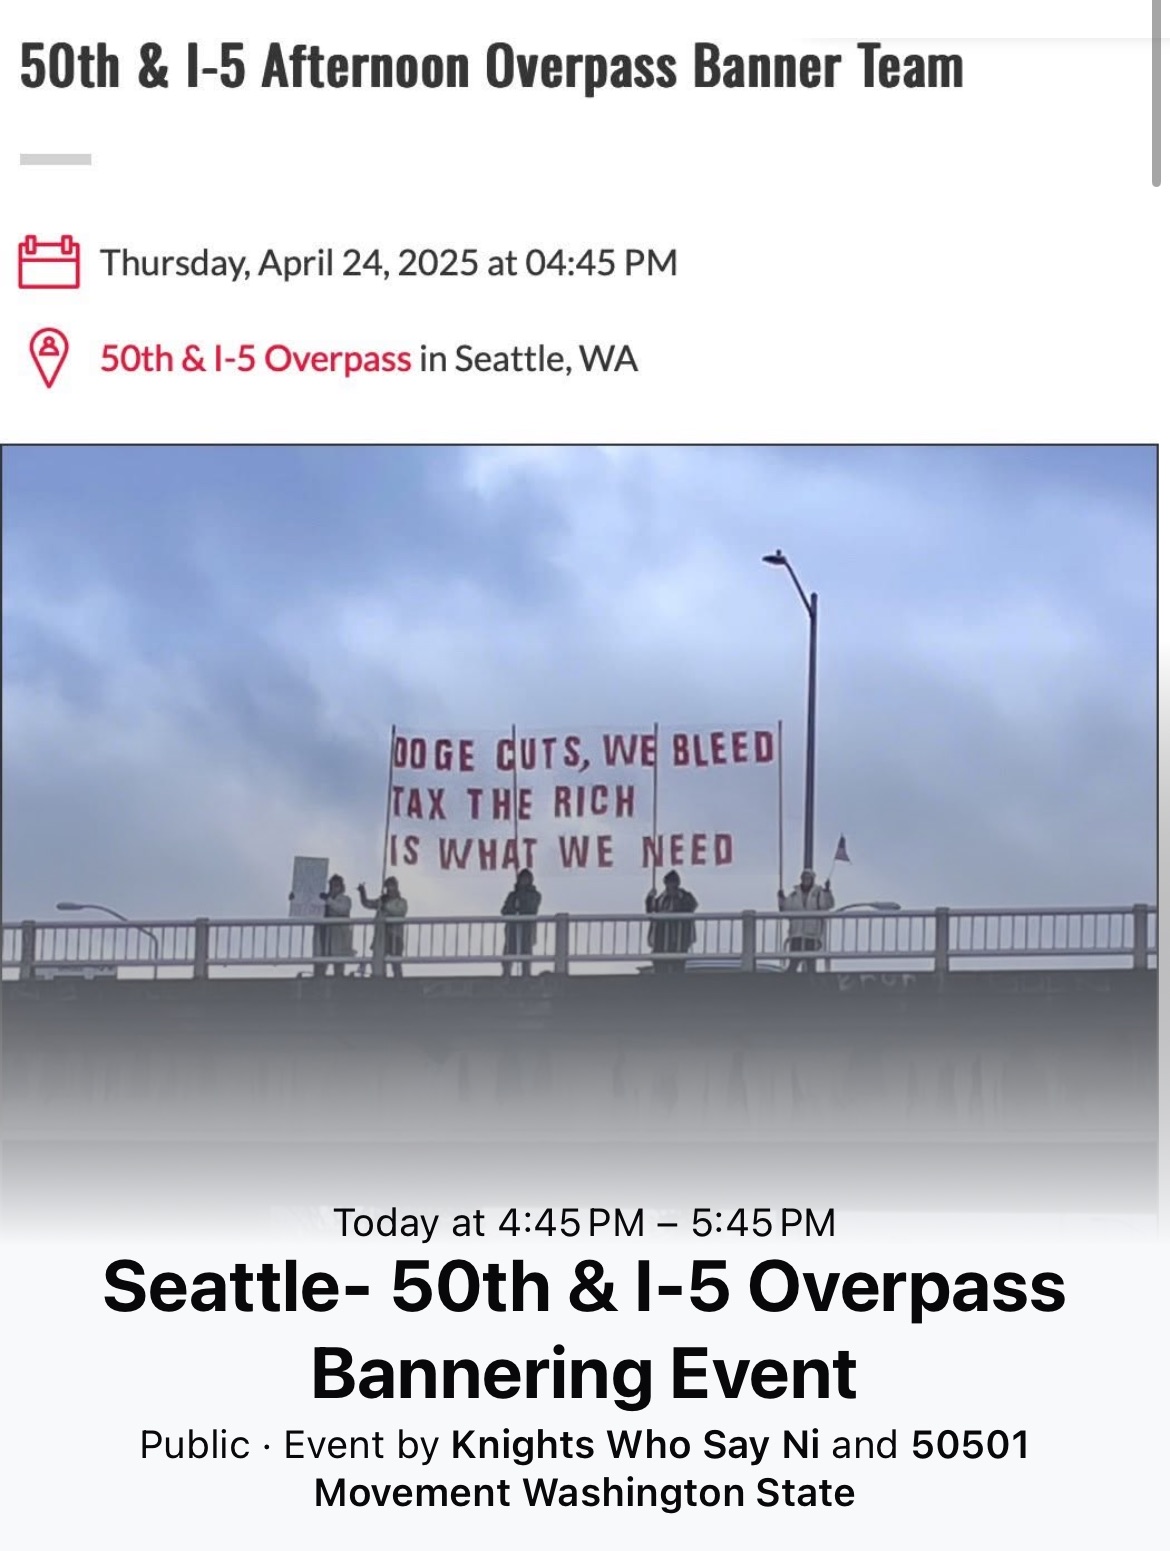 50th & I-5 Afternoon Overpass Banner Team
Thursday, April 24, 2025 at 04:45 PM
50th & I-5 Overpass in Seattle, WA
DOGE CUTS, WE BLEED
TAX THE RICH
IS WHAT WE NEED
Today at 4:45 PM – 5:45 PM
Seattle- 50th & I-5 Overpass
Bannering Event
Public · Event by Knights Who Say Ni and 50501
Movement Washington State